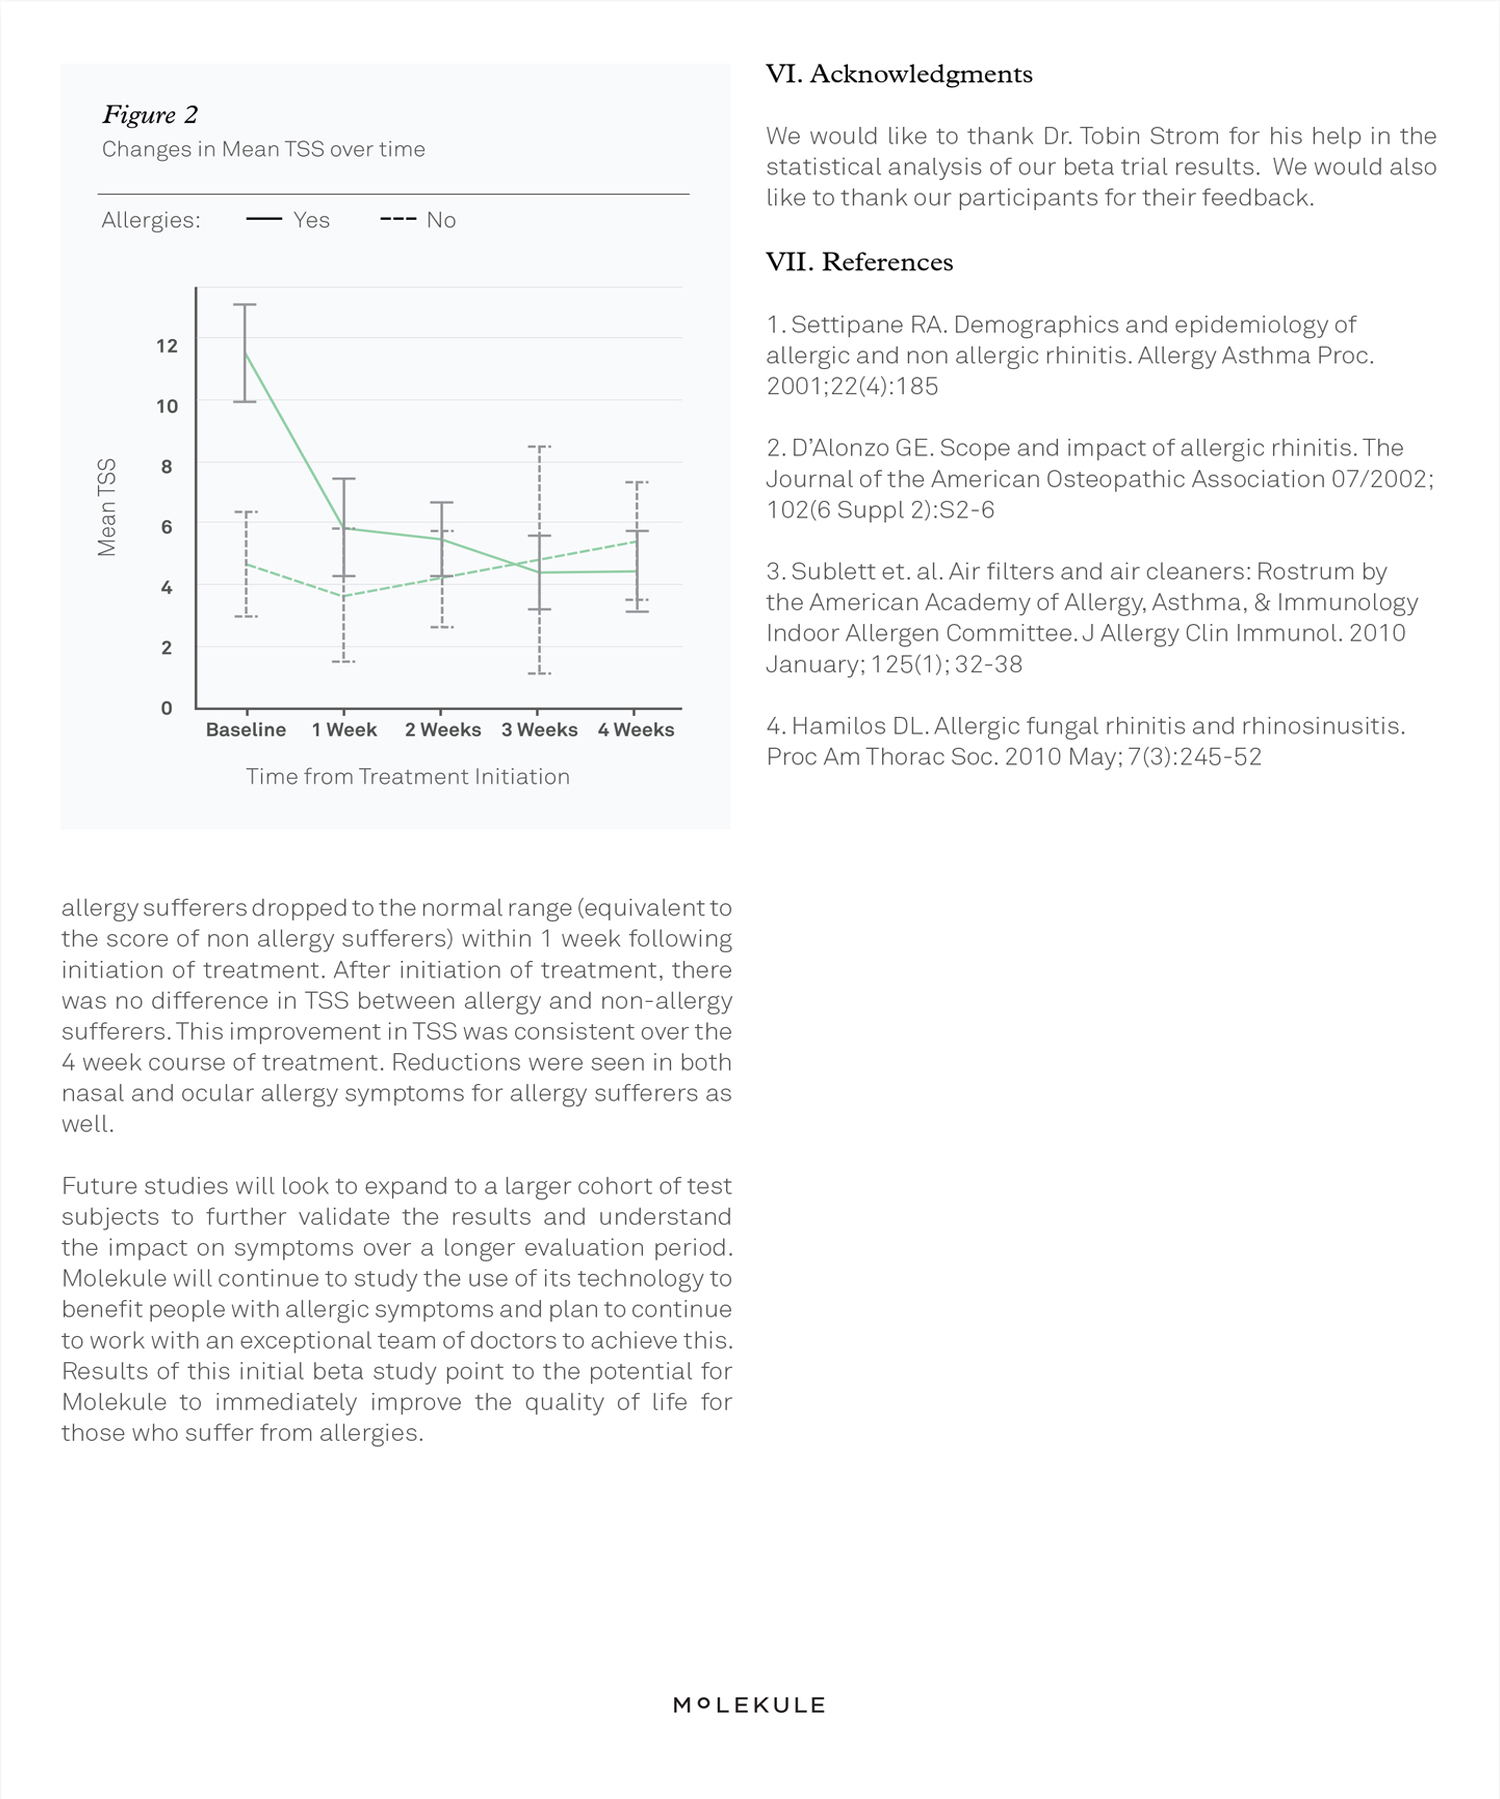 Figure 2
Changes in Mean TSS over time
Allergies: Yes No
Mean TSS
12
10
8
6
4
2
0
Baseline 1 Week 2 Weeks 3 Weeks 4 Weeks
Time from Treatment Initiation
allergy sufferers dropped to the normal range (equivalent to
the score of non allergy sufferers) within 1 week following
initiation of treatment. After initiation of treatment, there
was no difference in TSS between allergy and non-allergy
sufferers. This improvement in TSS was consistent over the
4 week course of treatment. Reductions were seen in both
nasal and ocular allergy symptoms for allergy sufferers as
well.
Future studies will look to expand to a larger cohort of test
subjects to further validate the results and understand
the impact on symptoms over a longer evaluation period.
Molekule will continue to study the use of its technology to
benefit people with allergic symptoms and plan to continue
to work with an exceptional team of doctors to achieve this.
Results of this initial beta study point to the potential for
Molekule to immediately improve the quality of life for
those who suffer from allergies.
VI. Acknowledgments
We would like to thank Dr. Tobin Strom for his help in the
statistical analysis of our beta trial results. We would also
like to thank our participants for their feedback.
VII. References
1. Settipane RA. Demographics and epidemiology of
allergic and non allergic rhinitis. Allergy Asthma Proc.
2001;22(4):185
2. D'Alonzo GE. Scope and impact of allergic rhinitis. The
Journal of the American Osteopathic Association 07/2002;
102(6 Suppl 2):S2-6
3. Sublett et. al. Air filters and air cleaners: Rostrum by
the American Academy of Allergy, Asthma, & Immunology
Indoor Allergen Committee. J Allergy Clin Immunol. 2010
January; 125(1); 32-38
4. Hamilos DL. Allergic fungal rhinitis and rhinosinusitis.
Proc Am Thorac Soc. 2010 May; 7(3):245-52
MOLEKULE